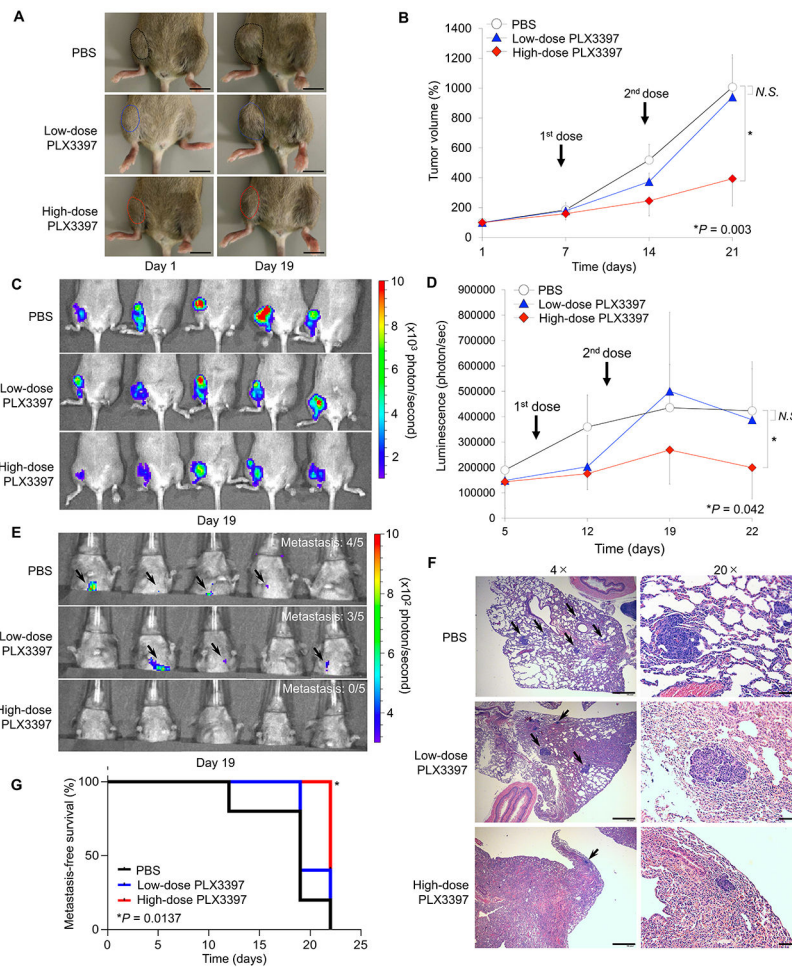 A
PBS
Low-dose
PLX3397
High-dose
PLX3397
Day 1
Day 19
B
PBS
Low-dose PLX3397
High-dose PLX3397
Tumor volume (%)
1400
1200
1000
800
600
400
200
0
1st dose
2nd dose
N.S.
*
*P = 0.003
1
7
14
21
Time (days)
C
PBS
Low-dose
PLX3397
High-dose
PLX3397
Day 19
10
8
6
4
2
(x10³ photon/second)
D
PBS
Low-dose PLX3397
High-dose PLX3397
Luminescence (photon/sec)
900000
800000
700000
600000
500000
400000
300000
200000
100000
0
1st dose
2nd dose
N.S
*
*P = 0.042
5
12
19
22
Time (days)
E
PBS
Metastasis: 4/5
Low-dose
PLX3397
Metastasis: 3/5
High-dose
PLX3397
Metastasis: 0/5
Day 19
10
8
6
4
(x10² photon/second)
F
4×
20×
PBS
Low-dose
PLX3397
High-dose
PLX3397
G
Metastasis-free survival (%)
100
50
0
*
PBS
Low-dose PLX3397
High-dose PLX3397
*P = 0.0137
0
5
10
15
20
25
Time (days)